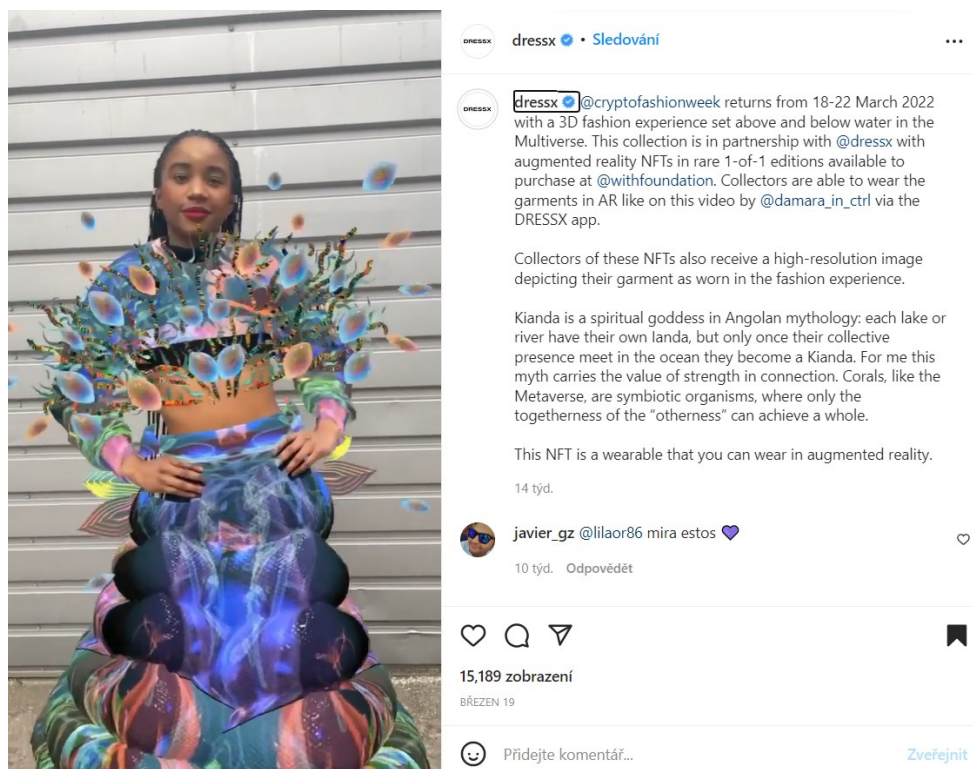 DRESSX
dressx • Sledování
DRESSX
dressx @cryptofashionweek returns from 18-22 March 2022
with a 3D fashion experience set above and below water in the
Multiverse. This collection is in partnership with @dressx with
augmented reality NFTs in rare 1-of-1 editions available to
purchase at @withfoundation. Collectors are able to wear the
garments in AR like on this video by @damara_in_ctrl via the
DRESSX app.
Collectors of these NFTs also receive a high-resolution image
depicting their garment as worn in the fashion experience.
Kianda is a spiritual goddess in Angolan mythology: each lake or
river have their own Ianda, but only once their collective
presence meet in the ocean they become a Kianda. For me this
myth carries the value of strength in connection. Corals, like the
Metaverse, are symbiotic organisms, where only the
togetherness of the “otherness” can achieve a whole.
This NFT is a wearable that you can wear in augmented reality.
14 týd.
javier_gz @lilaor86 mira estos 💜
10 týd. Odpovědět
15,189 zobrazení
BŘEZEN 19
Přidejte komentář...
Zveřejnit